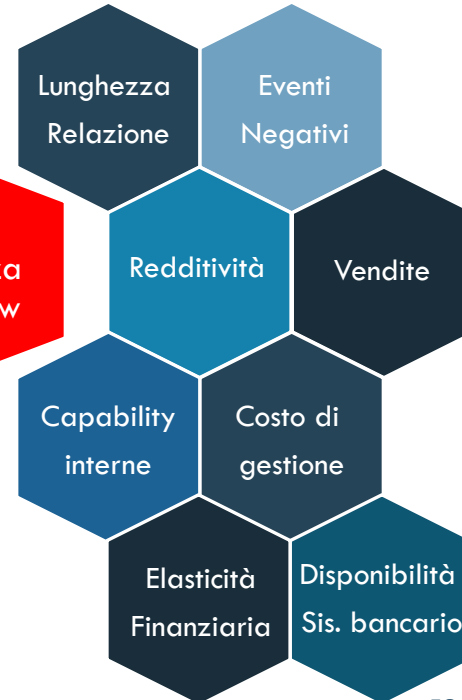 Lunghezza
Relazione
Eventi
Negativi
Redditività
Vendite
Capability
interne
Costo di
gestione
Elasticità
Finanziaria
Disponibilità
Sis. bancario